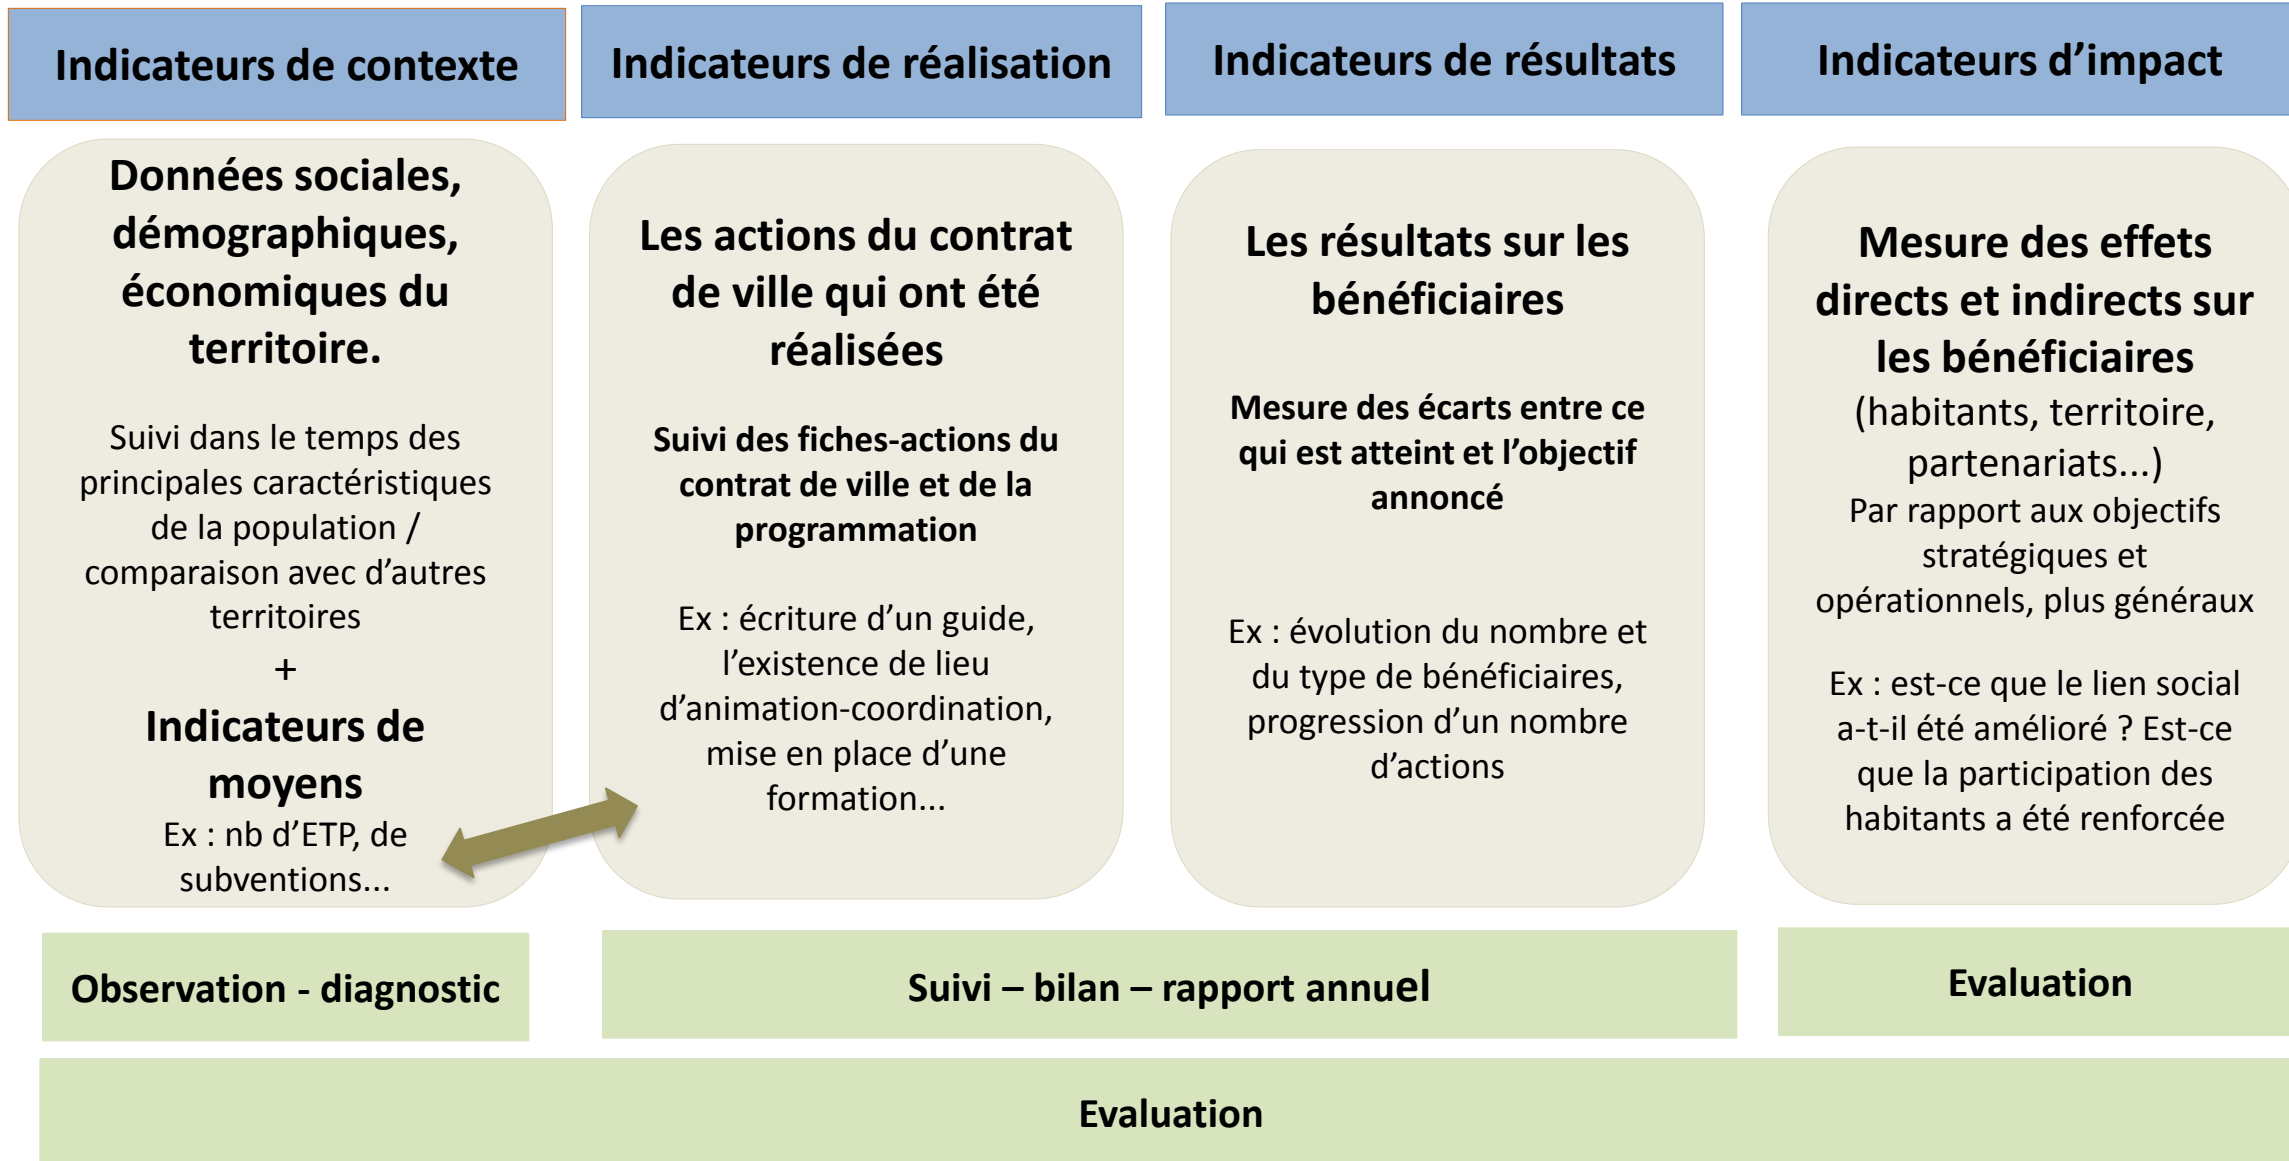 Indicateurs de contexte
Indicateurs de réalisation
Indicateurs de résultats
Indicateurs d’impact
Données sociales,
démographiques,
économiques du
territoire.
Suivi dans le temps des
principales caractéristiques
de la population /
comparaison avec d’autres
territoires
+
Indicateurs de
moyens
Ex : nb d’ETP, de
subventions...
Les actions du contrat
de ville qui ont été
réalisées
Suivi des fiches-actions du
contrat de ville et de la
programmation
Ex : écriture d’un guide,
l’existence de lieu
d’animation-coordination,
mise en place d’une
formation...
Les résultats sur les
bénéficiaires
Mesure des écarts entre ce
qui est atteint et l’objectif
annoncé
Ex : évolution du nombre et
du type de bénéficiaires,
progression d’un nombre
d’actions
Mesure des effets
directs et indirects sur
les bénéficiaires
(habitants, territoire,
partenariats...)
Par rapport aux objectifs
stratégiques et
opérationnels, plus généraux
Ex : est-ce que le lien social
a-t-il été amélioré ? Est-ce
que la participation des
habitants a été renforcée
Observation - diagnostic
Suivi – bilan – rapport annuel
Evaluation
Evaluation